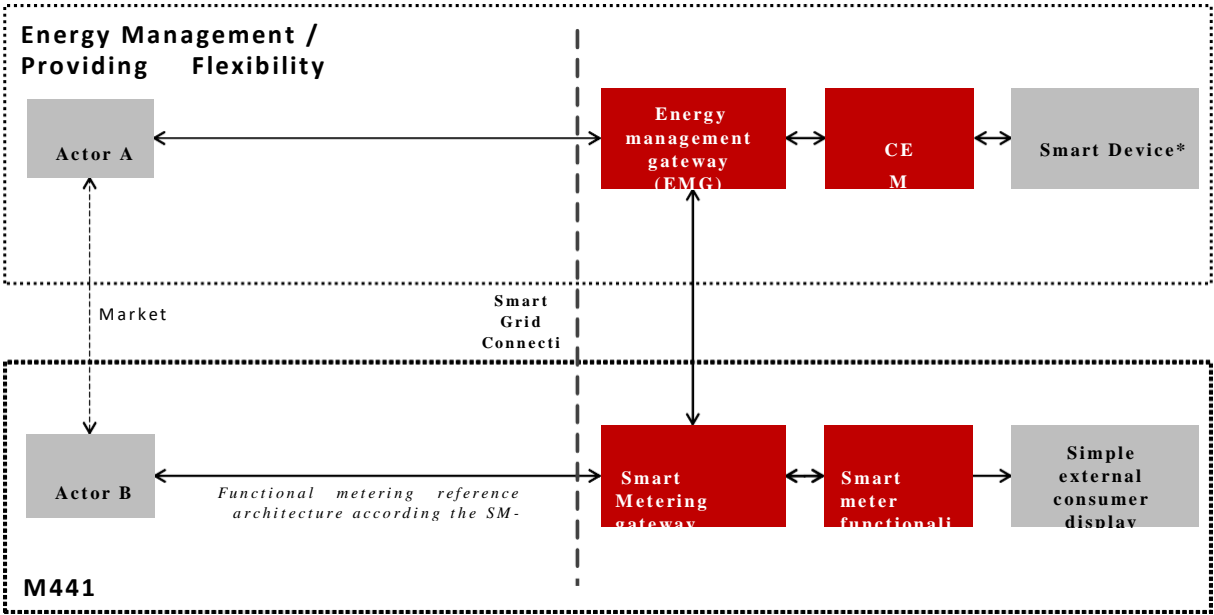 Energy Management /
Providing Flexibility
Actor A
Energy
management
gateway
(EMG)
CE
M
Smart Device*
Market
Smart
Grid
Connecti
Actor B
Functional metering reference
architecture according the SM-
Smart
Metering
gateway
Smart
meter
functionali
Simple
external
consumer
display
M441